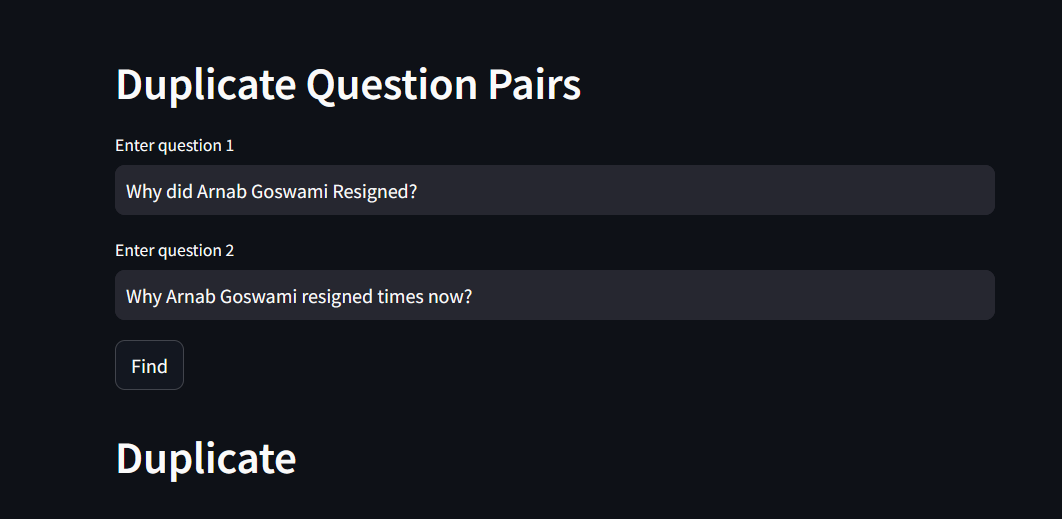 Duplicate Question Pairs
Enter question 1
Why did Arnab Goswami Resigned?
Enter question 2
Why Arnab Goswami resigned times now?
Find
Duplicate